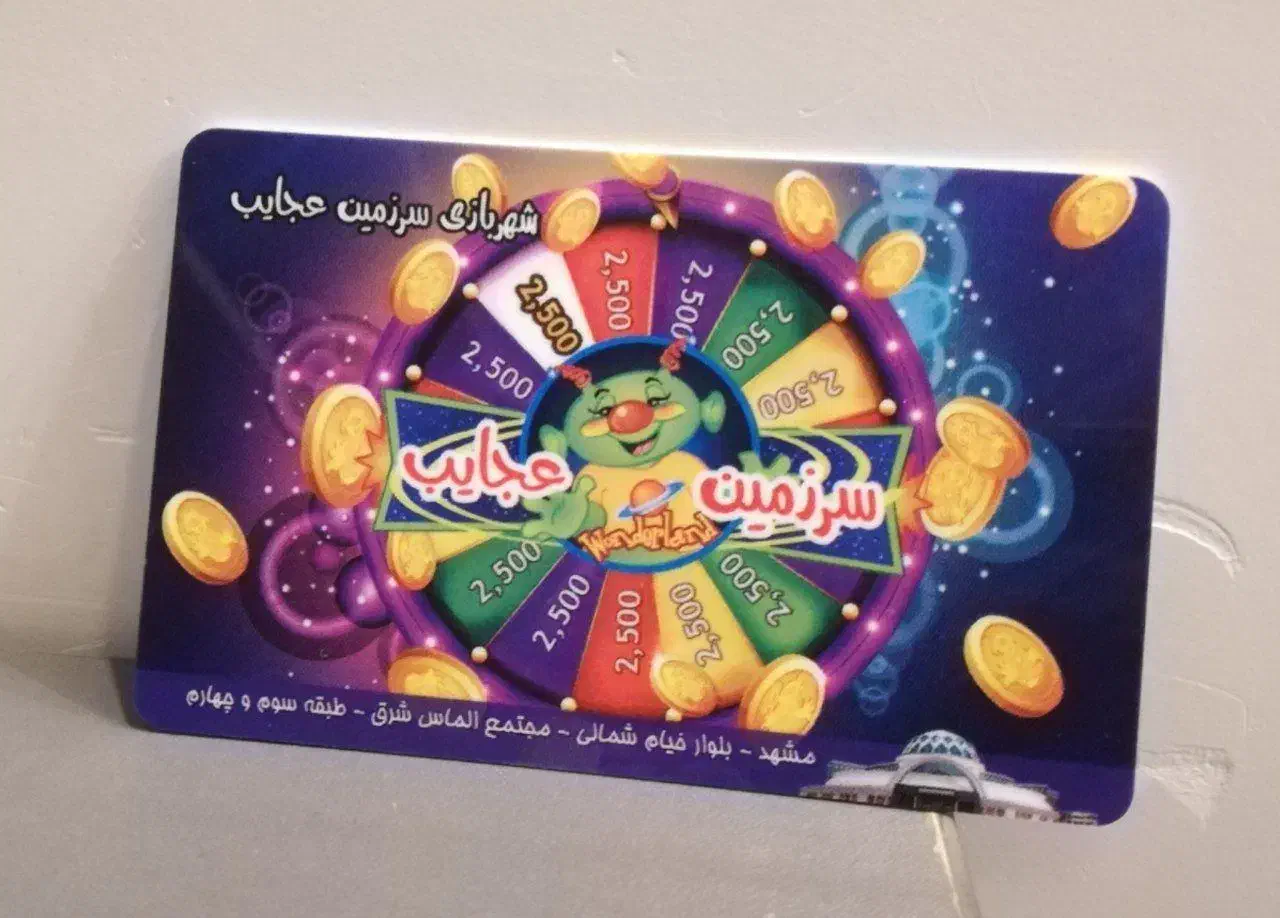 شهربازی سرزمین عجایب
2,500
2,500
2,500
2,500
2,500
2,500
سرزمین عجایب
Wonderland
2,500
2,500
2,500
2,500
2,500
مشهد - بلوار خیام شمالی - مجتمع الماس شرق - طبقه سوم و چهارم